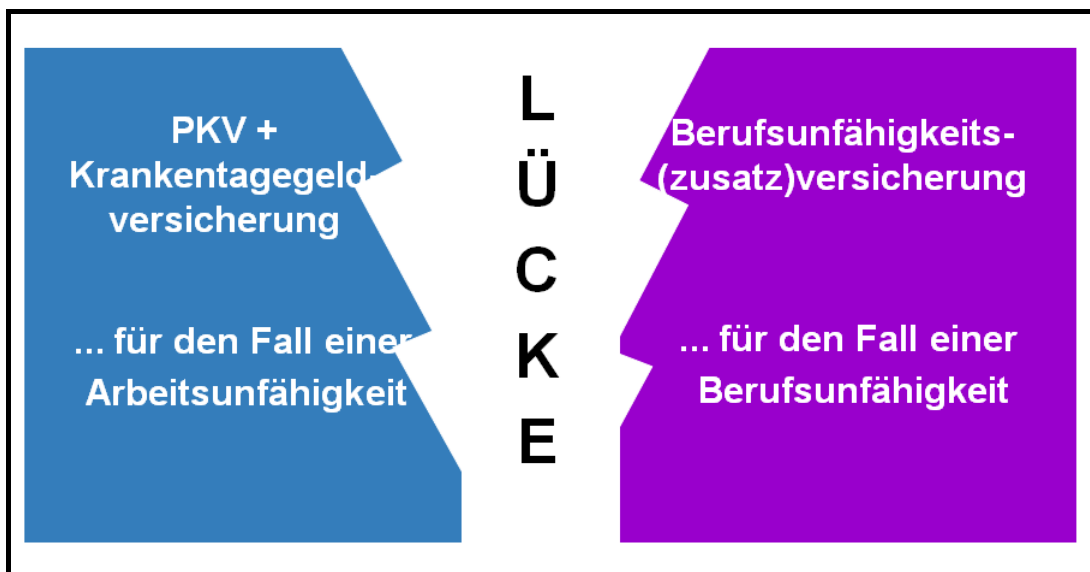 PKV +
Krankentagegeld-
versicherung
... für den Fall einer
Arbeitsunfähigkeit
L
Ü
C
K
E
Berufsunfähigkeits-
(zusatz)versicherung
... für den Fall einer
Berufsunfähigkeit